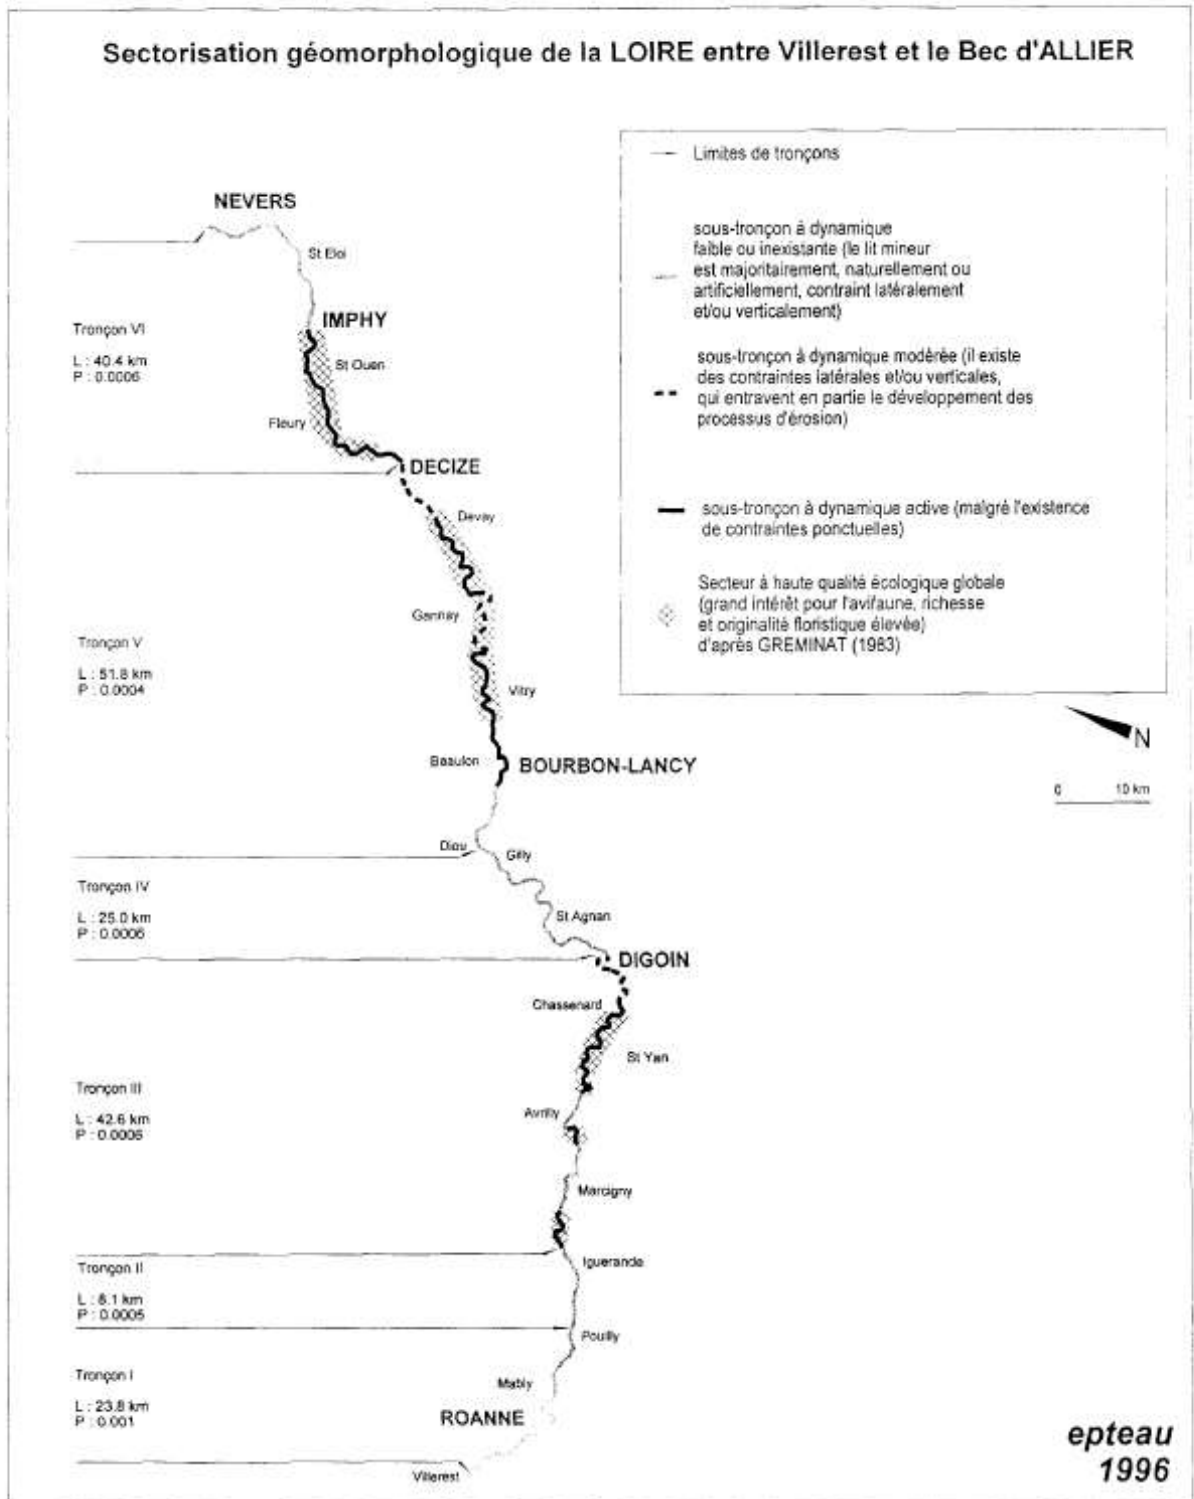 Sectorisation géomorphologique de la LOIRE entre Villerest et le Bec d'ALLIER
Limites de tronçons
sous-tronçon à dynamique
faible ou inexistante (le lit mineur
est majoritairement, naturellement ou
artificiellement, contraint latéralement
et/ou verticalement)
sous-tronçon à dynamique modérée (il existe
des contraintes latérales et/ou verticales,
qui entravent en partie le développement des
processus d'érosion)
sous-tronçon à dynamique active (malgré l'existence
de contraintes ponctuelles)
Secteur à haute qualité écologique globale
(grand intérêt pour l'avifaune, richesse
et originalité floristique élevée)
d'après GREMINAT (1983)
N
0 10 km
NEVERS
St Eloi
IMPHY
Tronçon VI
L : 40.4 km
P : 0.0006
St Ouen
Fleury
DECIZE
Devay
Gannay
Tronçon V
L : 51.8 km
P : 0.0004
Vitry
Beaulon
BOURBON-LANCY
Diou
Gilly
Tronçon IV
L : 25.0 km
P : 0.0006
St Agnan
DIGOIN
Chassenard
St Yan
Tronçon III
L : 42.6 km
P : 0.0006
Avrilly
Marcigny
Iguerande
Tronçon II
L : 8.1 km
P : 0.0005
Pouilly
Tronçon I
L : 23.8 km
P : 0.001
Mably
ROANNE
Villerest
epteau
1996